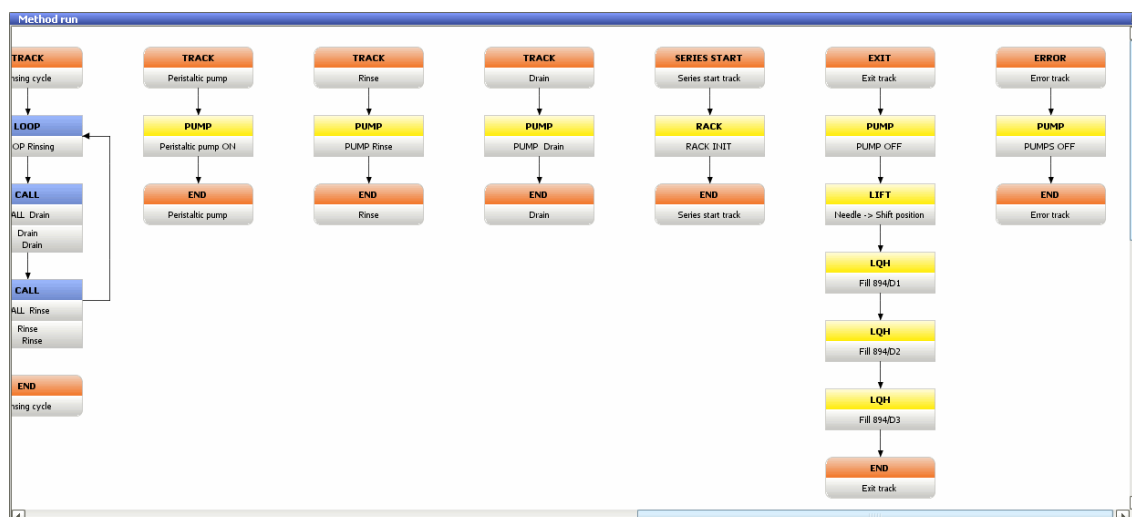 Method run
TRACK
nsing cycle
LOOP
OP Rinsing
CALL
ALL Drain
Drain
Drain
CALL
ALL Rinse
Rinse
Rinse
END
nsing cycle
TRACK
Peristaltic pump
PUMP
Peristaltic pump ON
END
Peristaltic pump
TRACK
Rinse
PUMP
PUMP Rinse
END
Rinse
TRACK
Drain
PUMP
PUMP Drain
END
Drain
SERIES START
Series start track
RACK
RACK INIT
END
Series start track
EXIT
Exit track
PUMP
PUMP OFF
LIFT
Needle -> Shift position
LQH
Fill 894/D1
LQH
Fill 894/D2
LQH
Fill 894/D3
END
Exit track
ERROR
Error track
PUMP
PUMPS OFF
END
Error track